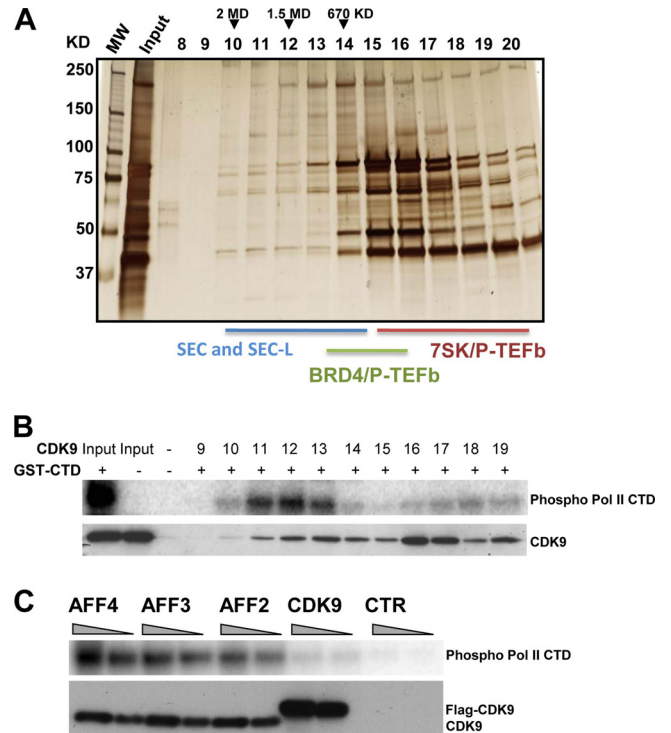 A
2 MD 1.5 MD 670 KD
KD MW Input 8 9 10 11 12 13 14 15 16 17 18 19 20
250
150
100
75
50
37
SEC and SEC-L 7SK/P-TEFb
BRD4/P-TEFb
B
CDK9 Input Input - 9 10 11 12 13 14 15 16 17 18 19
GST-CTD + - - + + + + + + + + + + +
Phospho Pol II CTD
CDK9
C
AFF4 AFF3 AFF2 CDK9 CTR
Phospho Pol II CTD
Flag-CDK9
CDK9